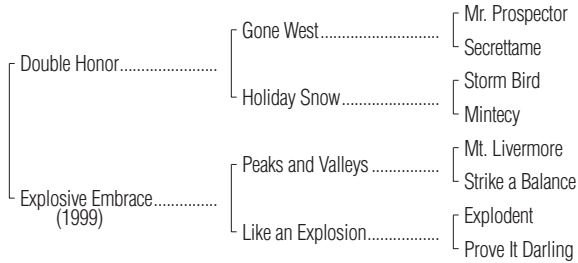 Mr. Prospector
Gone West
Secrettame
Double Honor
Storm Bird
Holiday Snow
Mintecy
Mt. Livermore
Peaks and Valleys
Strike a Balance
Explosive Embrace
(1999)
Explodent
Like an Explosion
Prove It Darling